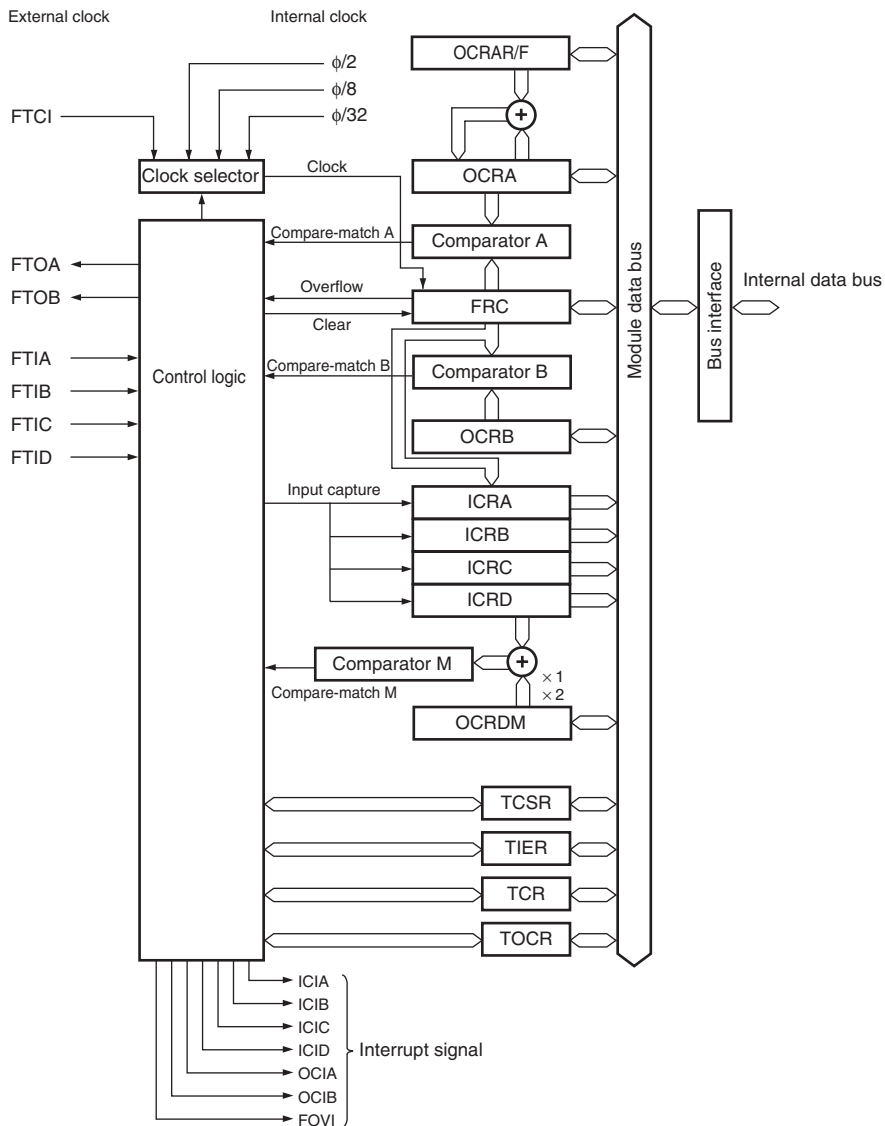 External clock
Internal clock
ϕ/2
ϕ/8
ϕ/32
FTCI
OCRAR/F
+
Clock selector
Clock
OCRA
Compare-match A
Comparator A
FTOA
FTOB
Overflow
FRC
Clear
FTIA
FTIB
FTIC
FTID
Control logic
Compare-match B
Comparator B
OCRB
Input capture
ICRA
ICRB
ICRC
ICRD
+
Comparator M
Compare-match M
× 1
× 2
OCRDM
TCSR
TIER
TCR
TOCR
Module data bus
Bus interface
Internal data bus
ICIA
ICIB
ICIC
ICID
OCIA
OCIB
FOVI
Interrupt signal